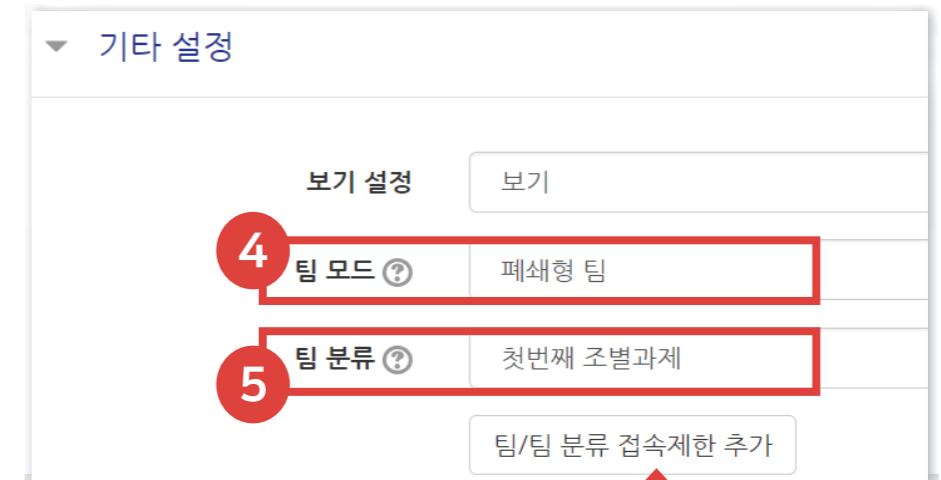 기타 설정
보기 설정 보기
4 팀 모드 ? 폐쇄형 팀
5 팀 분류 ? 첫번째 조별과제
팀/팀 분류 접속제한 추가